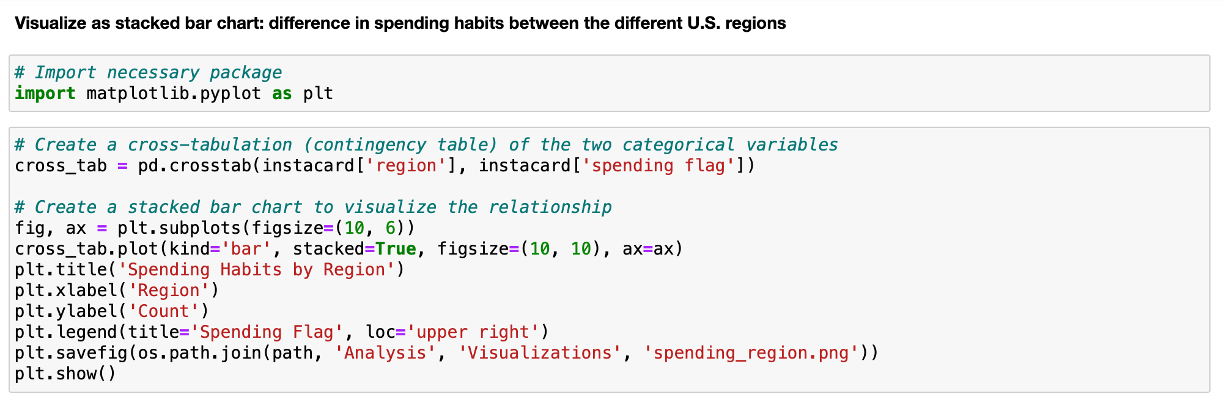 Visualize as stacked bar chart: difference in spending habits between the different U.S. regions
# Import necessary package
import matplotlib.pyplot as plt
# Create a cross-tabulation (contingency table) of the two categorical variables
cross_tab = pd.crosstab(instacard['region'], instacard['spending flag'])
# Create a stacked bar chart to visualize the relationship
fig, ax = plt.subplots(figsize=(10, 6))
cross_tab.plot(kind='bar', stacked=True, figsize=(10, 10), ax=ax)
plt.title('Spending Habits by Region')
plt.xlabel('Region')
plt.ylabel('Count')
plt.legend(title='Spending Flag', loc='upper right')
plt.savefig(os.path.join(path, 'Analysis', 'Visualizations', 'spending_region.png'))
plt.show()